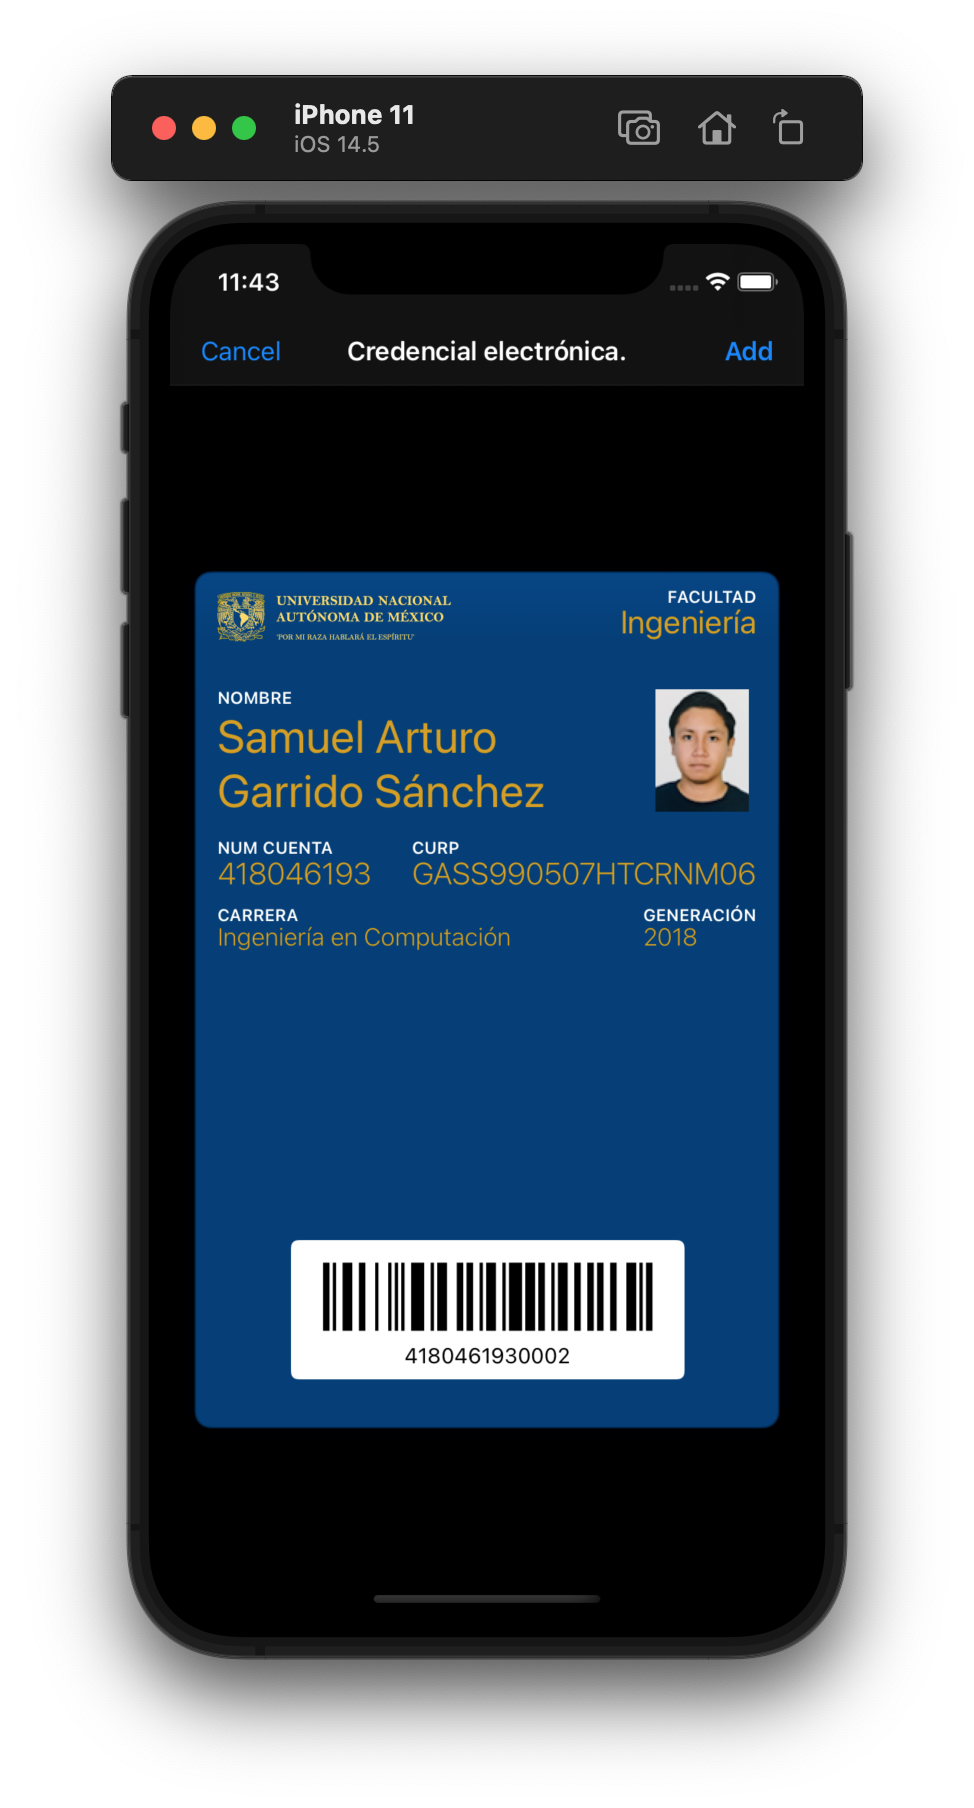 iPhone 11
iOS 14.5
11:43
Cancel
Credencial electrónica.
Add
UNIVERSIDAD NACIONAL
AUTÓNOMA DE MÉXICO
"POR MI RAZA HABLARÁ EL ESPÍRITU"
FACULTAD
Ingeniería
NOMBRE
Samuel Arturo
Garrido Sánchez
NUM CUENTA
418046193
CURP
GASS990507HTCRNM06
CARRERA
Ingeniería en Computación
GENERACIÓN
2018
4180461930002